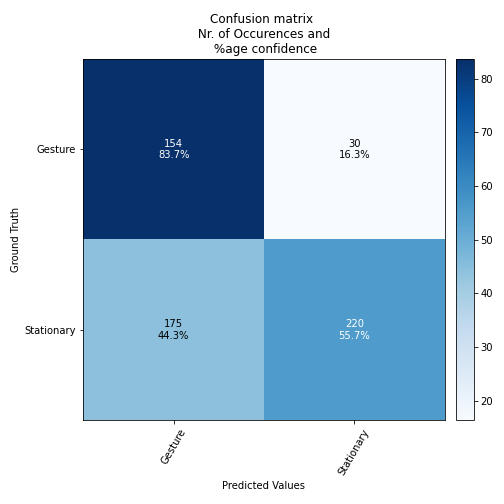 Confusion matrix
Nr. of Occurences and
%age confidence
Ground Truth
Gesture
154
83.7%
30
16.3%
Stationary
175
44.3%
220
55.7%
Gesture
Stationary
Predicted Values
80
70
60
50
40
30
20